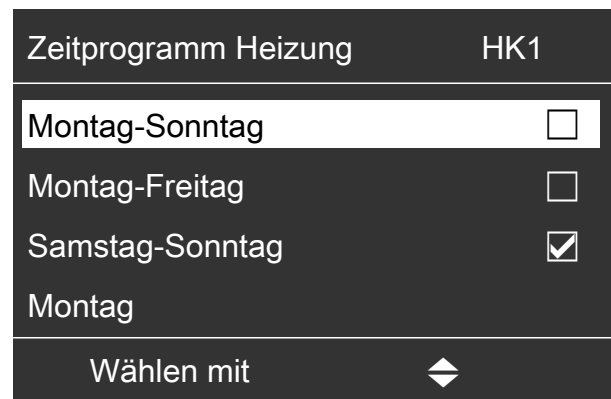 Zeitprogramm Heizung HK1
Montag-Sonntag
Montag-Freitag
Samstag-Sonntag
Montag
Wählen mit